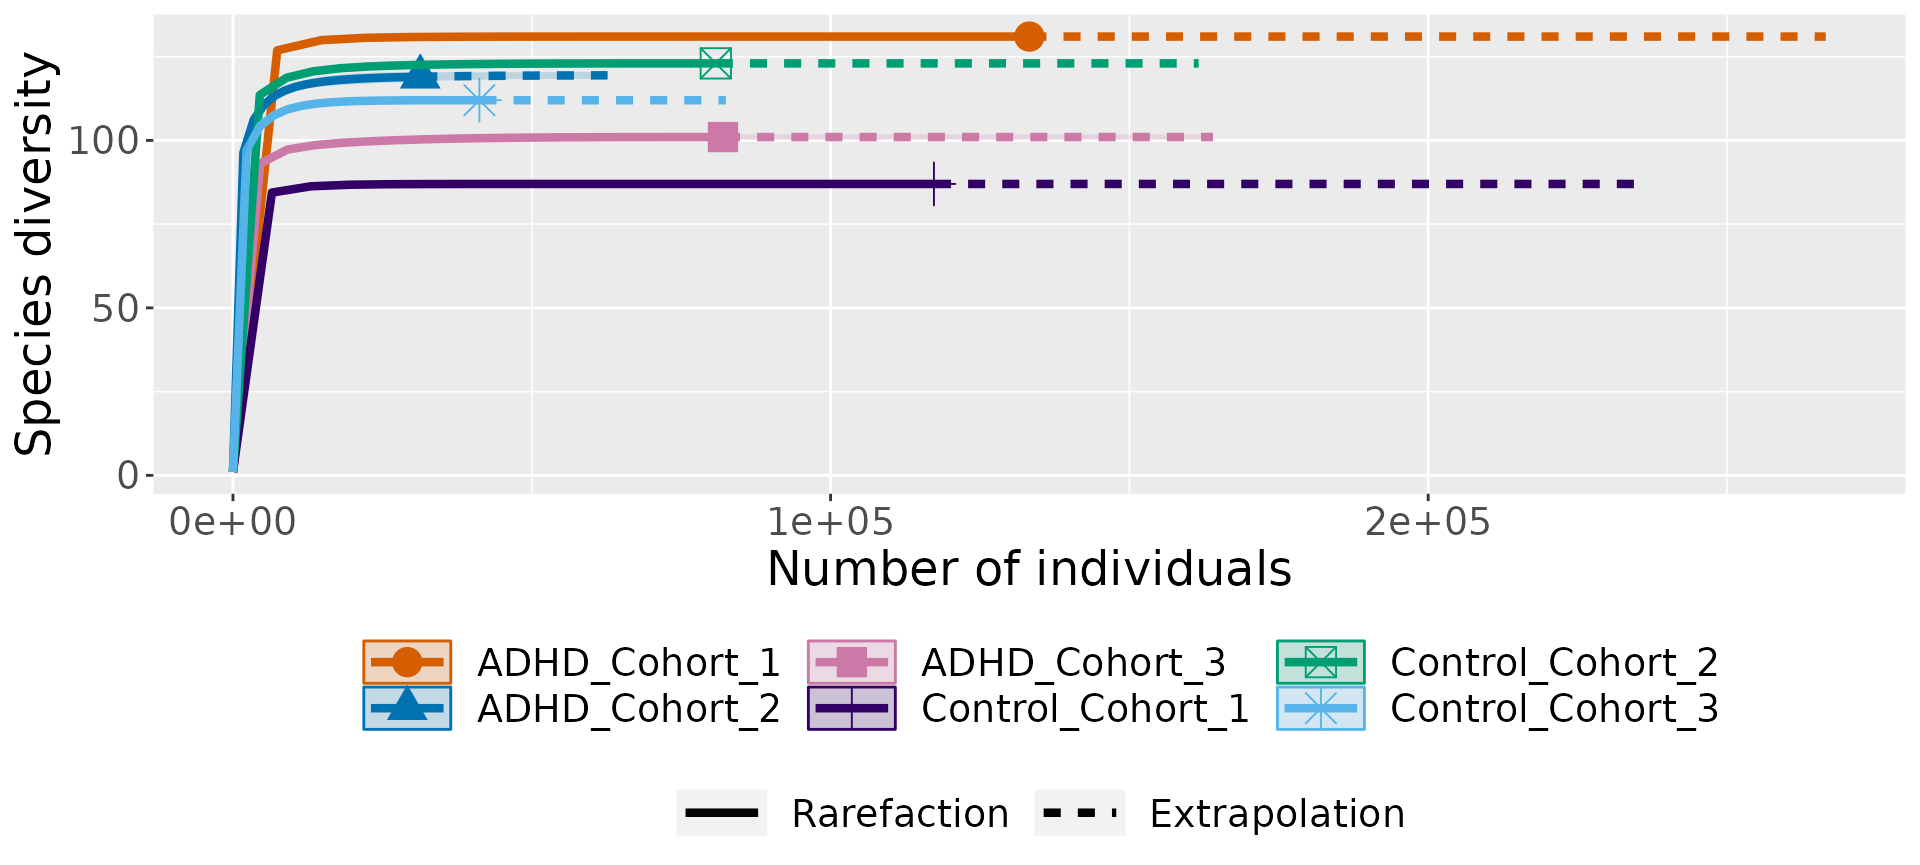 Species diversity
100
50
0
0e+00 1e+05 2e+05
Number of individuals
ADHD_Cohort_1 ADHD_Cohort_3 Control_Cohort_2
ADHD_Cohort_2 Control_Cohort_1 Control_Cohort_3
Rarefaction Extrapolation